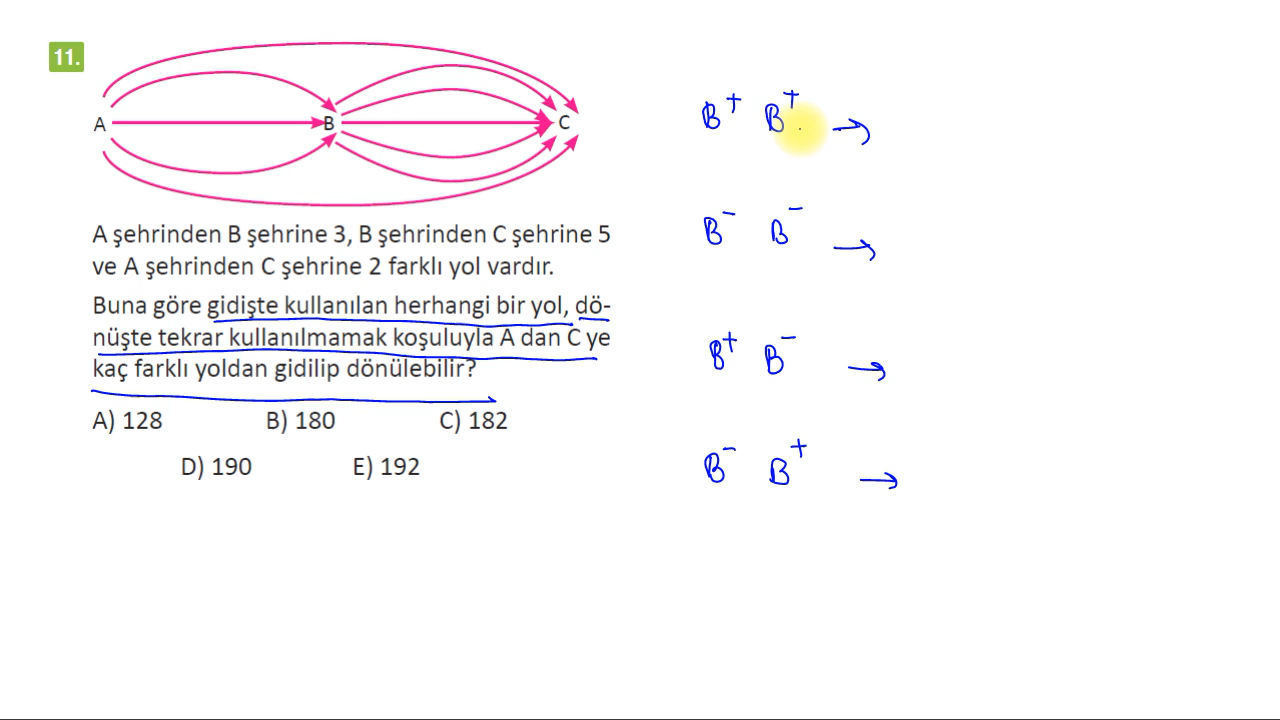 11.
A B C
A şehrinden B şehrine 3, B şehrinden C şehrine 5
ve A şehrinden C şehrine 2 farklı yol vardır.
Buna göre gidişte kullanılan herhangi bir yol, dö-
nüşte tekrar kullanılmamak koşuluyla A dan C ye
kaç farklı yoldan gidilip dönülebilir?
A) 128 B) 180 C) 182
D) 190 E) 192
B⁺ B⁺ →
B⁻ B⁻ →
B⁺ B⁻ →
B⁻ B⁺ →